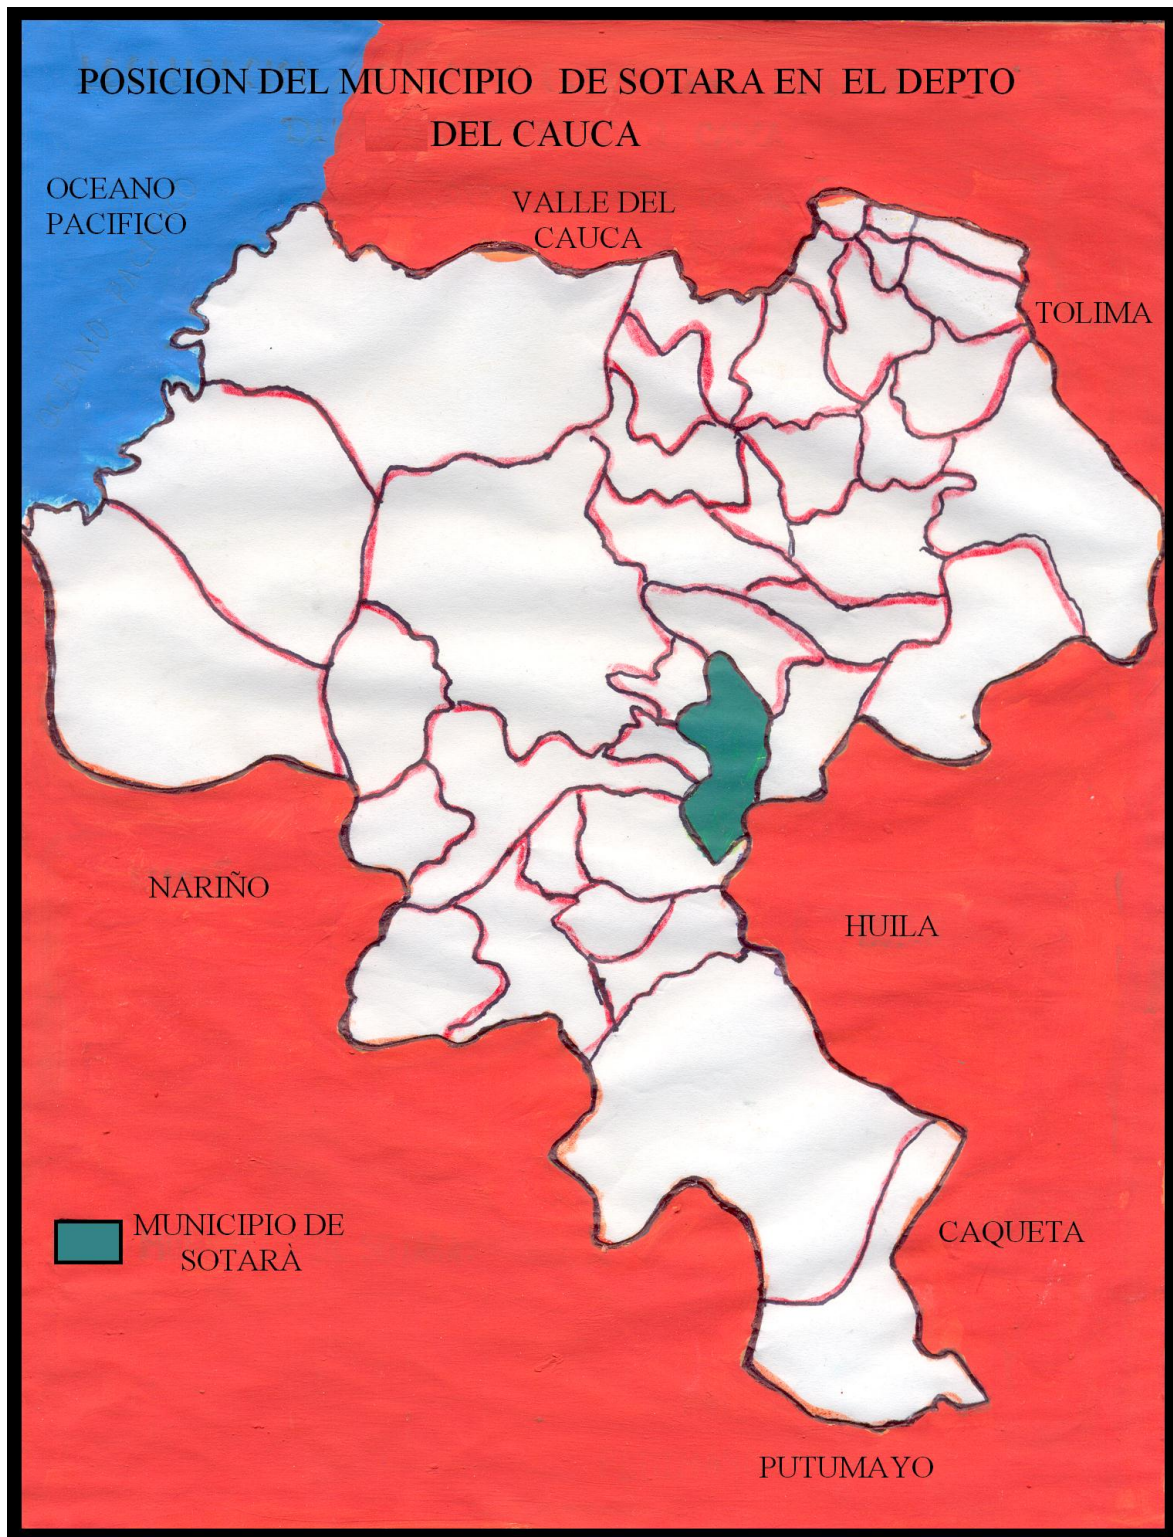 POSICION DEL MUNICIPIO DE SOTARA EN EL DEPTO
DEL CAUCA
OCEANO
PACIFICO
VALLE DEL
CAUCA
TOLIMA
NARIÑO
HUILA
MUNICIPIO DE
SOTARÀ
CAQUETA
PUTUMAYO